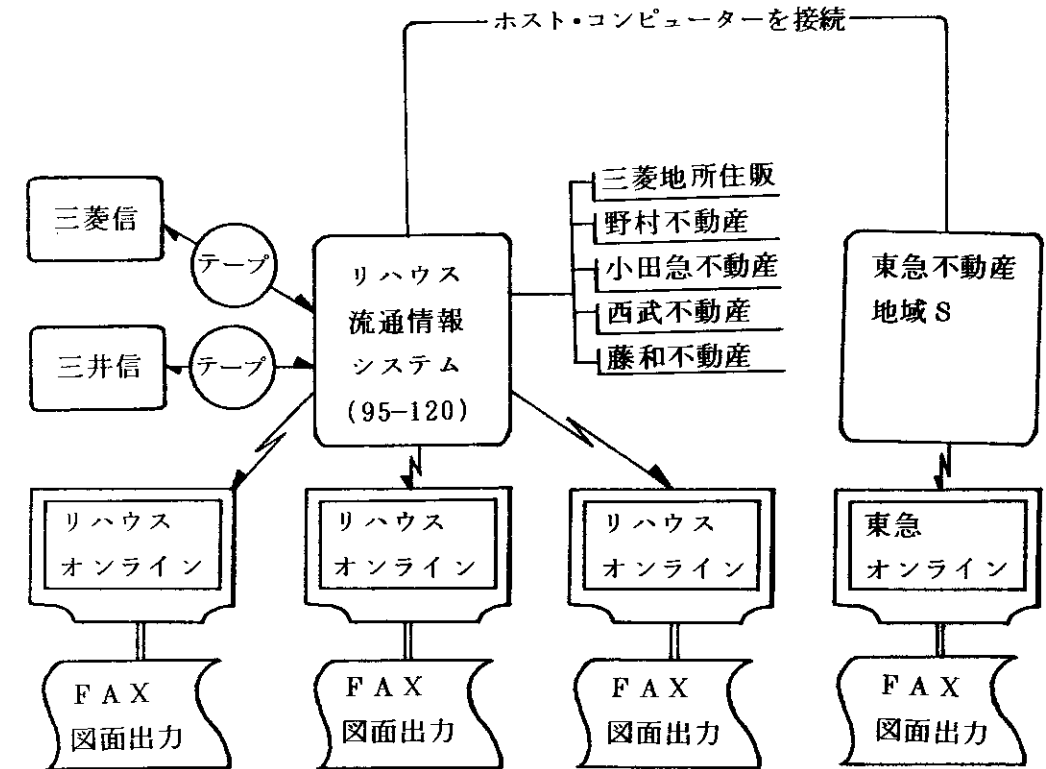 ホスト・コンピューターを接続
三菱信
テープ
三井信
テープ
リハウス
流通情報
システム
(95-120)
三菱地所住販
野村不動産
小田急不動産
西武不動産
藤和不動産
東急不動産
地域S
リハウス
オンライン
リハウス
オンライン
リハウス
オンライン
東急
オンライン
FAX
図面出力
FAX
図面出力
FAX
図面出力
FAX
図面出力